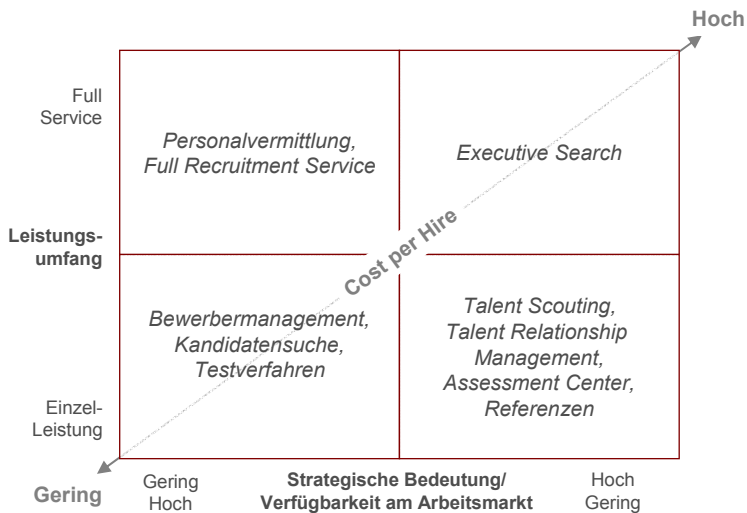 Hoch
Full
Service
Personalvermittlung,
Full Recruitment Service
Executive Search
Leistungs-
umfang
Cost per Hire
Bewerbermanagement,
Kandidatensuche,
Testverfahren
Talent Scouting,
Talent Relationship
Management,
Assessment Center,
Referenzen
Einzel-
Leistung
Gering
Gering
Hoch
Strategische Bedeutung/
Verfügbarkeit am Arbeitsmarkt
Hoch
Gering